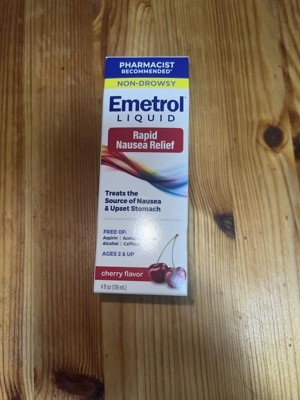 PHARMACIST
RECOMMENDED*
NON-DROWSY
Emetrol®
LIQUID
Rapid
Nausea Relief
Treats the
Source of Nausea
& Upset Stomach
FREE OF:
Aspirin |
Alcohol |
AGES 2 & UP
cherry flavor
4 fl oz (118 mL)